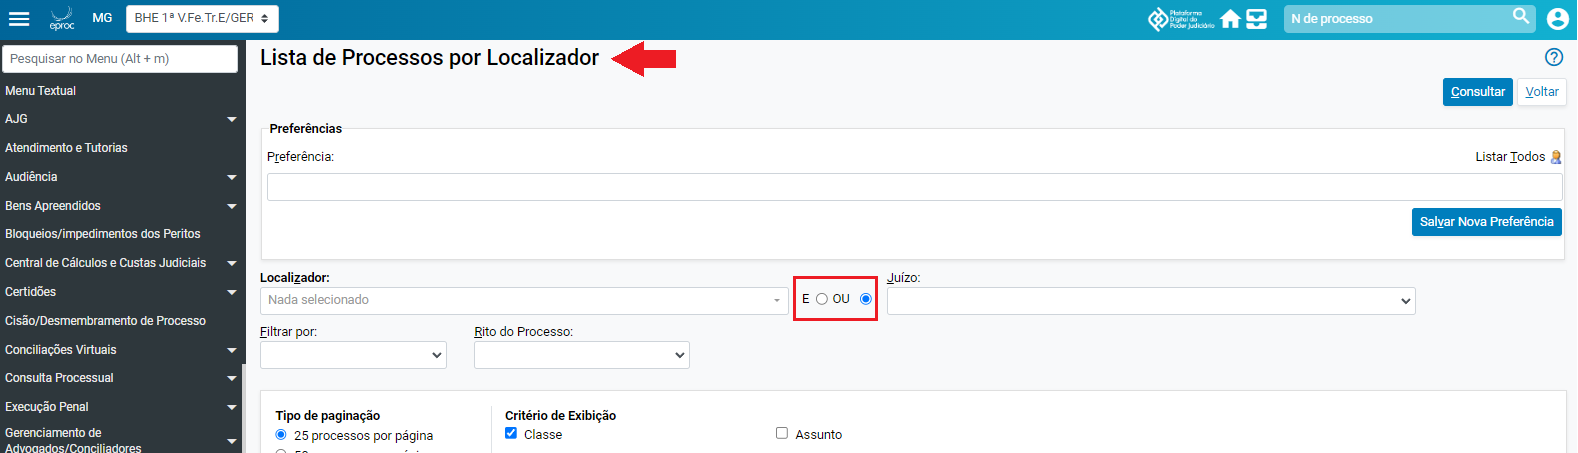 eproc
MG
BHE 1ª V.Fe.Tr.E/GER
Plataforma
Digital do
Poder Judiciário
N de processo
Pesquisar no Menu (Alt + m)
Menu Textual
AJG
Atendimento e Tutorias
Audiência
Bens Apreendidos
Bloqueios/impedimentos dos Peritos
Central de Cálculos e Custas Judiciais
Certidões
Cisão/Desmembramento de Processo
Conciliações Virtuais
Consulta Processual
Execução Penal
Gerenciamento de
Advogados/Conciliadores
Lista de Processos por Localizador
?
Consultar
Voltar
Preferências
Preferência:
Listar Todos
Salvar Nova Preferência
Localizador:
Nada selecionado
E
OU
Juízo:
Filtrar por:
Rito do Processo:
Tipo de paginação
25 processos por página
Critério de Exibição
Classe
Assunto